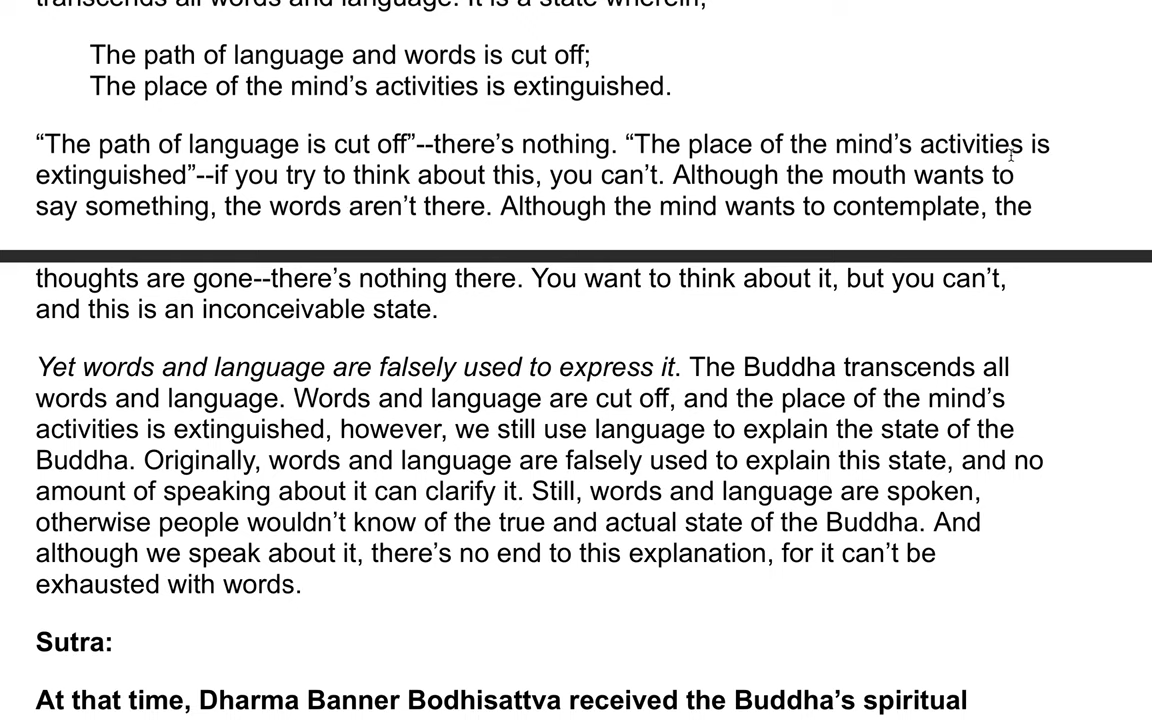 transcends all words and language. It is a state wherein,
The path of language and words is cut off;
The place of the mind’s activities is extinguished.
“The path of language is cut off”--there’s nothing. “The place of the mind’s activities is
extinguished”--if you try to think about this, you can’t. Although the mouth wants to
say something, the words aren’t there. Although the mind wants to contemplate, the
thoughts are gone--there’s nothing there. You want to think about it, but you can’t,
and this is an inconceivable state.
Yet words and language are falsely used to express it. The Buddha transcends all
words and language. Words and language are cut off, and the place of the mind’s
activities is extinguished, however, we still use language to explain the state of the
Buddha. Originally, words and language are falsely used to explain this state, and no
amount of speaking about it can clarify it. Still, words and language are spoken,
otherwise people wouldn’t know of the true and actual state of the Buddha. And
although we speak about it, there’s no end to this explanation, for it can’t be
exhausted with words.
Sutra:
At that time, Dharma Banner Bodhisattva received the Buddha’s spiritual